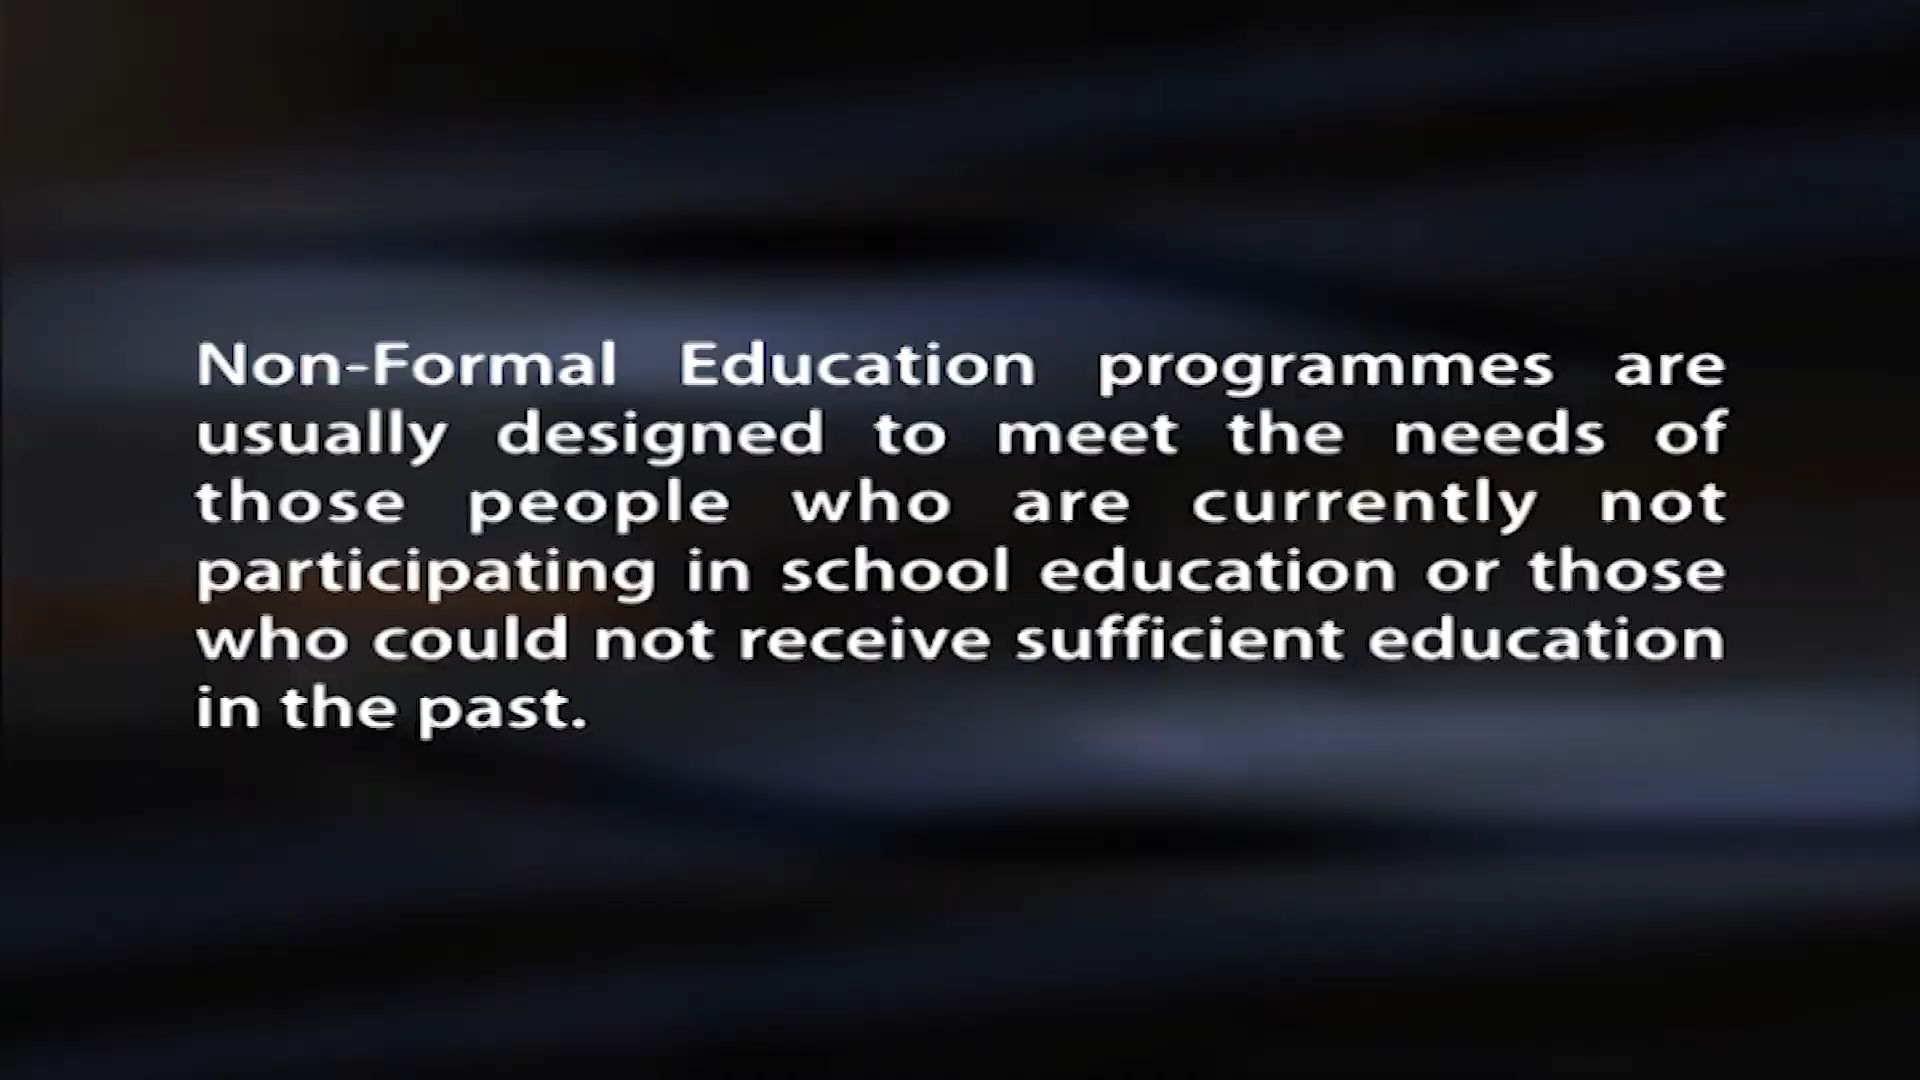 Non-Formal Education programmes are
usually designed to meet the needs of
those people who are currently not
participating in school education or those
who could not receive sufficient education
in the past.